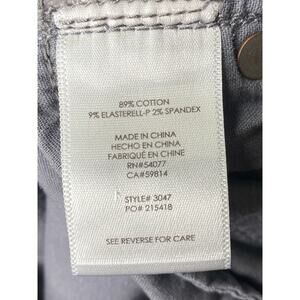 89% COTTON
9% ELASTERELL-P 2% SPANDEX
MADE IN CHINA
HECHO EN CHINA
FABRIQUÉ EN CHINE
RN#54077
CA#59814
STYLE# 3047
PO# 215418
SEE REVERSE FOR CARE